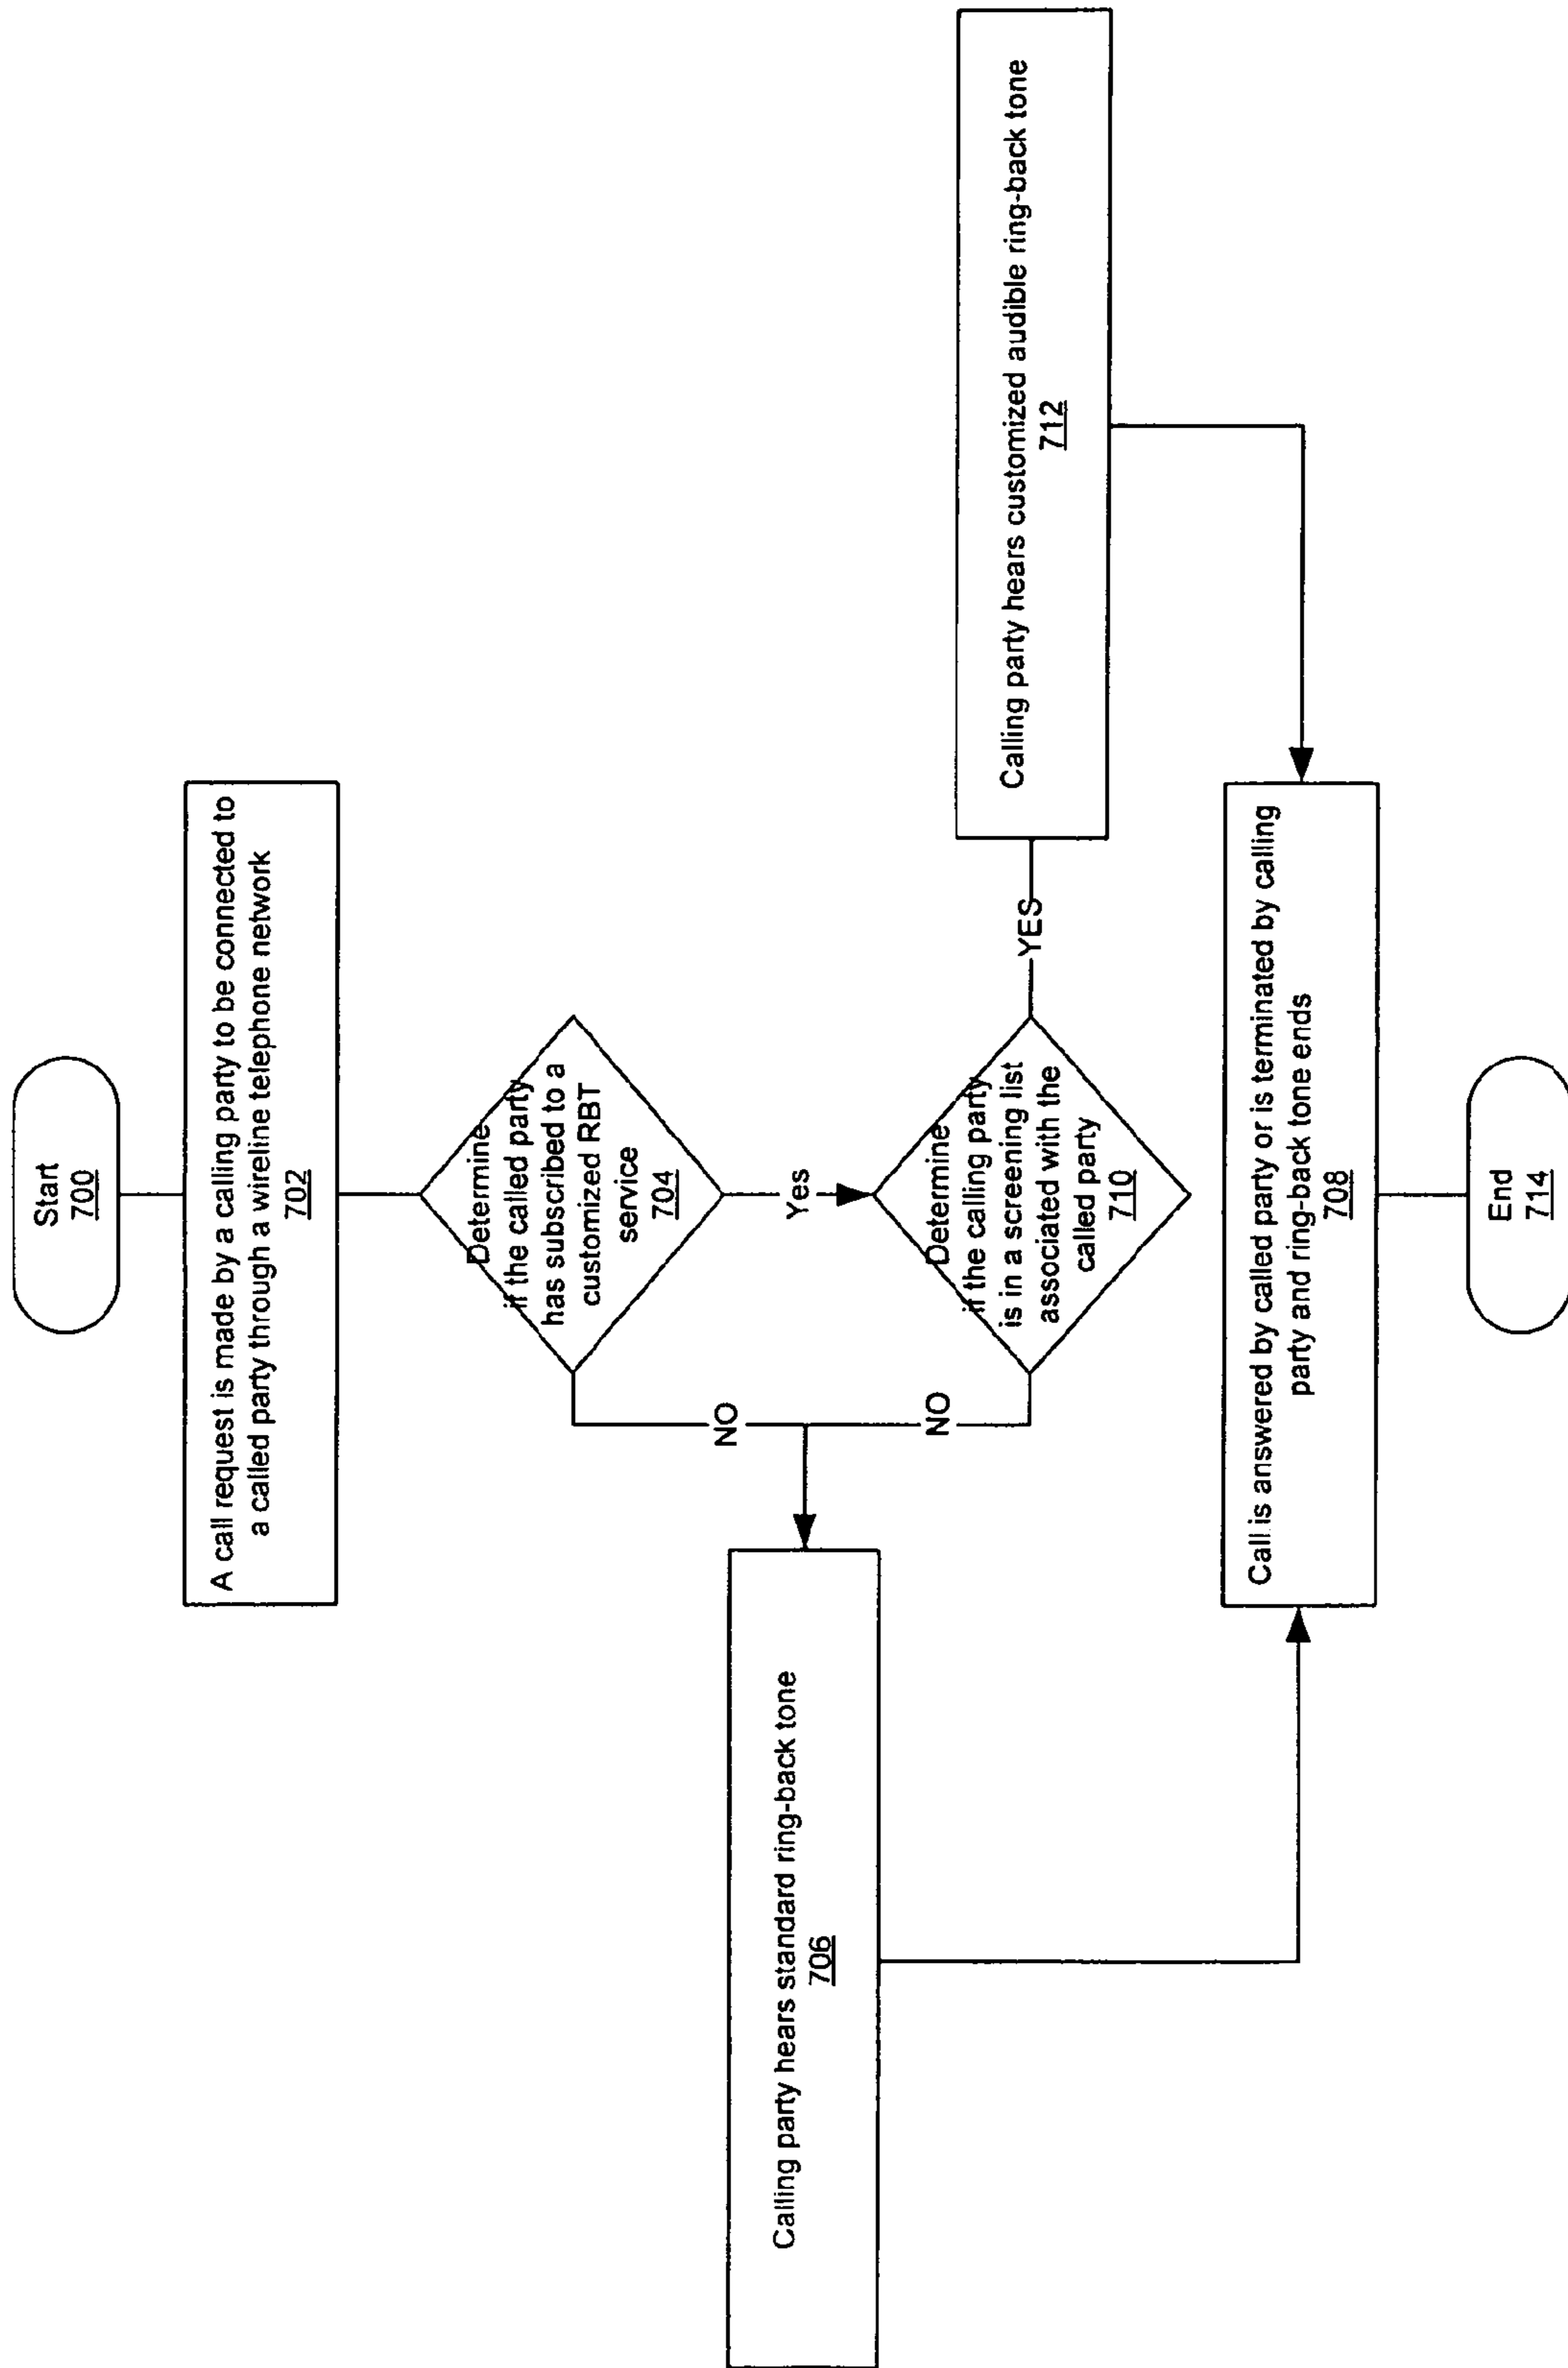 Start
700
A call request is made by a calling party to be connected to
a called party through a wireline telephone network
702
Determine
if the called party
has subscribed to a
customized RBT
service
704
NO
Yes
Calling party hears standard ring-back tone
706
Determine
if the calling party
is in a screening list
associated with the
called party
710
NO
YES
Calling party hears customized audible ring-back tone
712
Call is answered by called party or is terminated by calling
party and ring-back tone ends
708
End
714